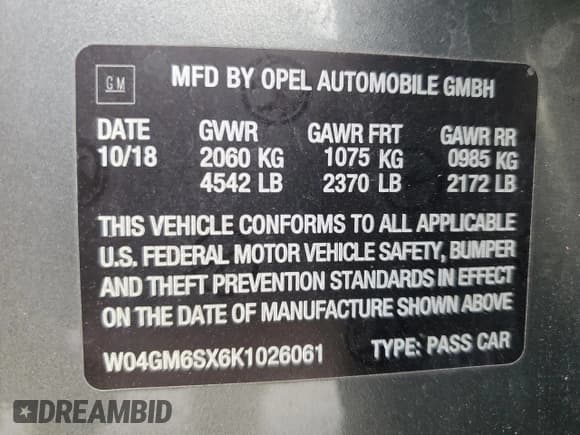 GM
MFD BY OPEL AUTOMOBILE GMBH
DATE GVWR GAWR FRT GAWR RR
10/18 2060 KG 1075 KG 0985 KG
4542 LB 2370 LB 2172 LB
THIS VEHICLE CONFORMS TO ALL APPLICABLE
U.S. FEDERAL MOTOR VEHICLE SAFETY, BUMPER
AND THEFT PREVENTION STANDARDS IN EFFECT
ON THE DATE OF MANUFACTURE SHOWN ABOVE
W04GM6SX6K1026061 TYPE: PASS CAR
DREAMBID